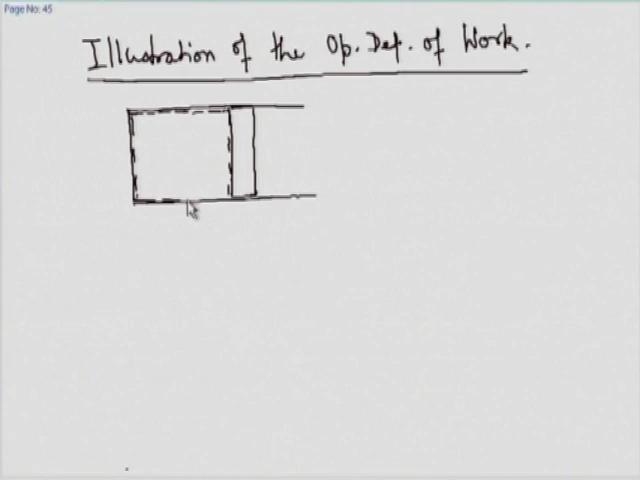 Page No: 45
Illustration of the Op. Def. of Work.